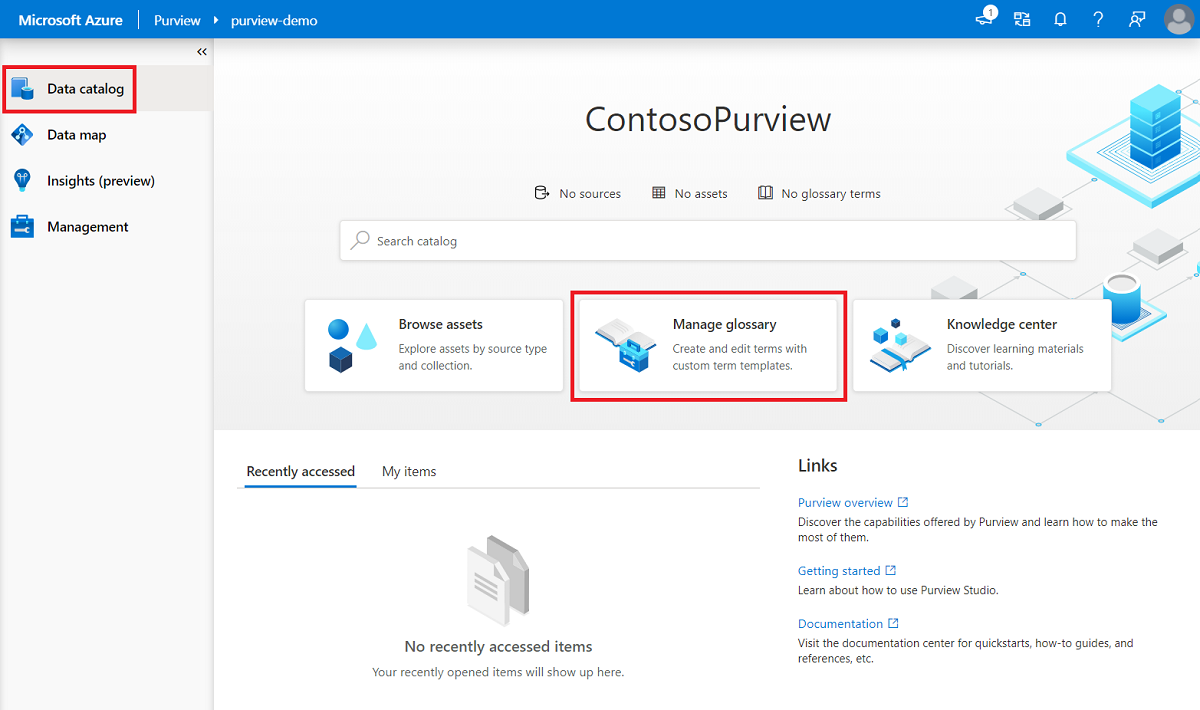 Microsoft Azure Purview purview-demo 1
Data catalog
Data map
Insights (preview)
Management
ContosoPurview
No sources No assets No glossary terms
Search catalog
Browse assets
Explore assets by source type
and collection.
Manage glossary
Create and edit terms with
custom term templates.
Knowledge center
Discover learning materials
and tutorials.
Recently accessed My items
No recently accessed items
Your recently opened items will show up here.
Links
Purview overview
Discover the capabilities offered by Purview and learn how to make the
most of them.
Getting started
Learn about how to use Purview Studio.
Documentation
Visit the documentation center for quickstarts, how-to guides, and
references, etc.